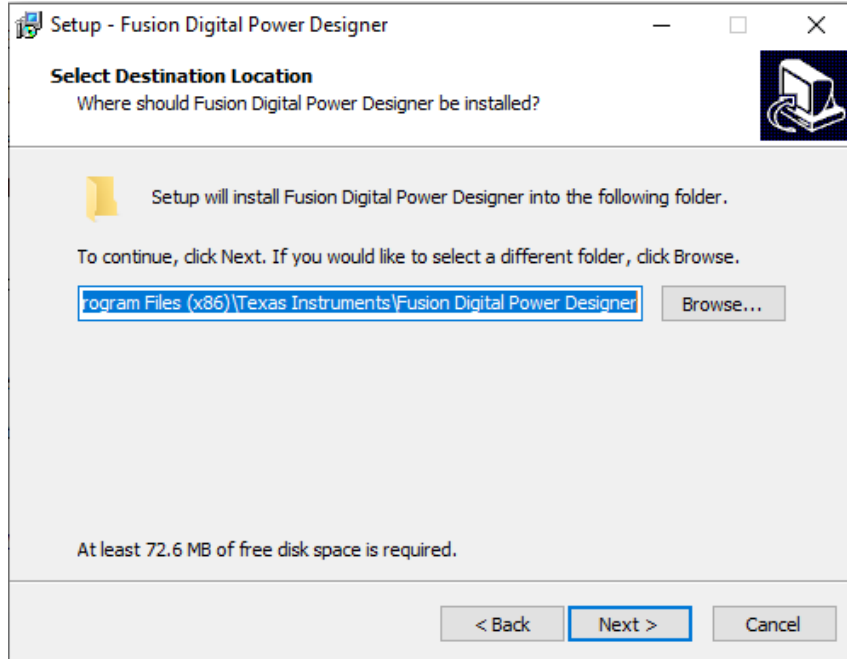 Setup - Fusion Digital Power Designer
Select Destination Location
Where should Fusion Digital Power Designer be installed?
Setup will install Fusion Digital Power Designer into the following folder.
To continue, click Next. If you would like to select a different folder, click Browse.
rogram Files (x86)\Texas Instruments\Fusion Digital Power Designer
Browse...
At least 72.6 MB of free disk space is required.
< Back
Next >
Cancel